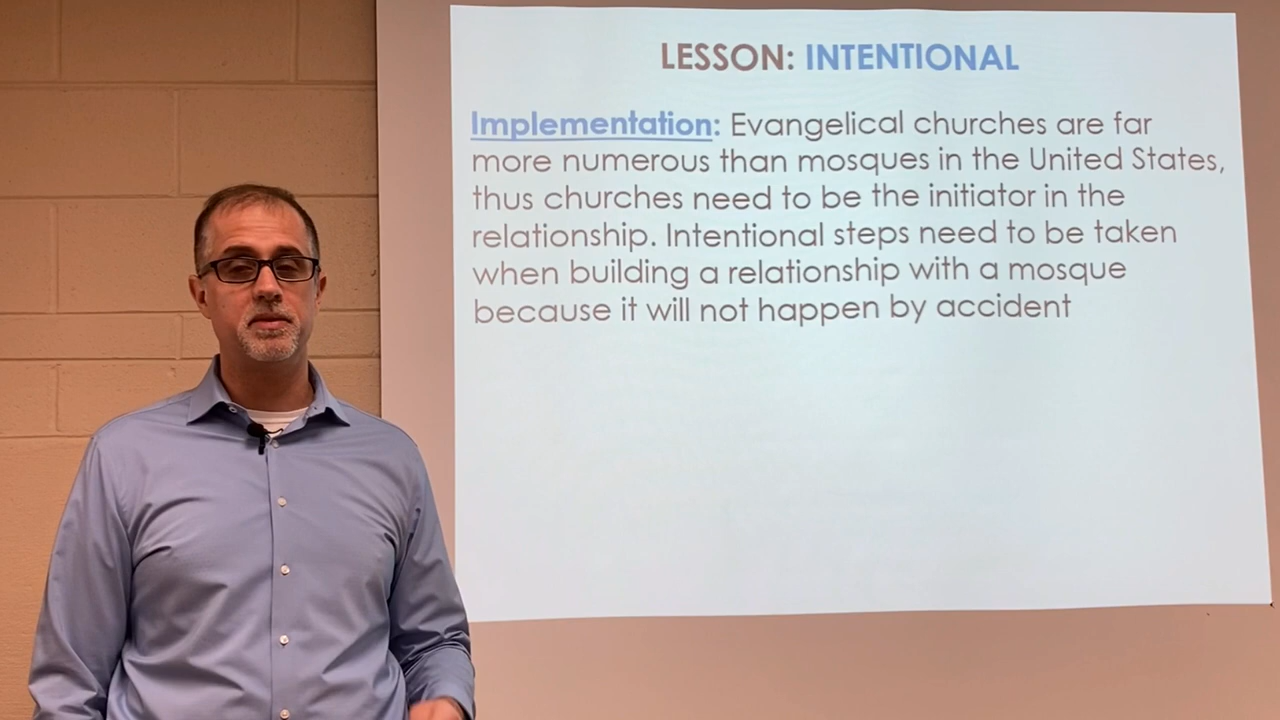 LESSON: INTENTIONAL
Implementation: Evangelical churches are far
more numerous than mosques in the United States,
thus churches need to be the initiator in the
relationship. Intentional steps need to be taken
when building a relationship with a mosque
because it will not happen by accident